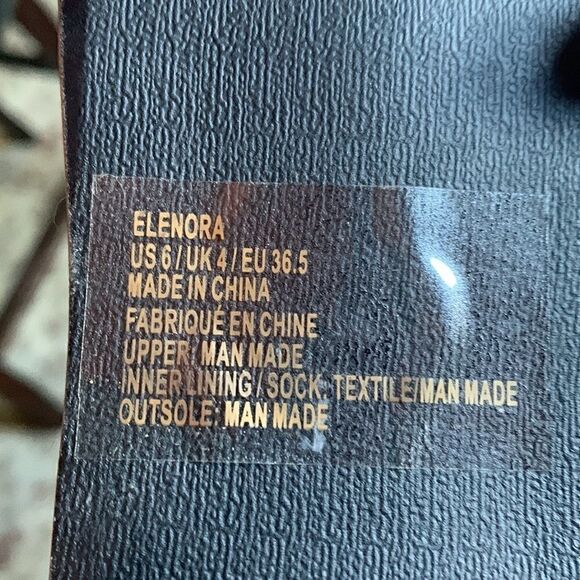 ELENORA
US 6 / UK 4 / EU 36.5
MADE IN CHINA
FABRIQUE EN CHINE
UPPER: MAN MADE
INNER LINING / SOCK: TEXTILE/MAN MADE
OUTSOLE: MAN MADE